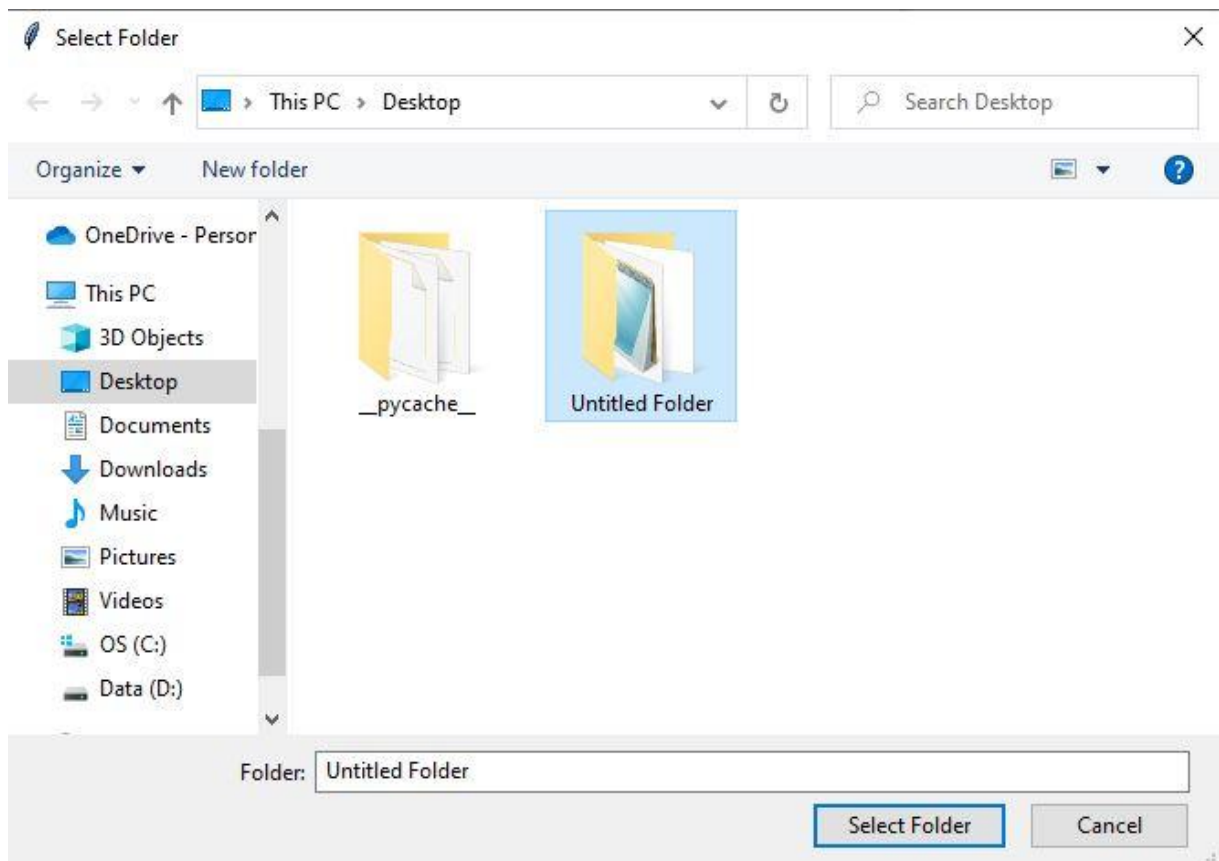 Select Folder
This PC > Desktop
Search Desktop
Organize
New folder
OneDrive - Person
This PC
3D Objects
Desktop
Documents
Downloads
Music
Pictures
Videos
OS (C:)
Data (D:)
__pycache__
Untitled Folder
Folder: Untitled Folder
Select Folder
Cancel